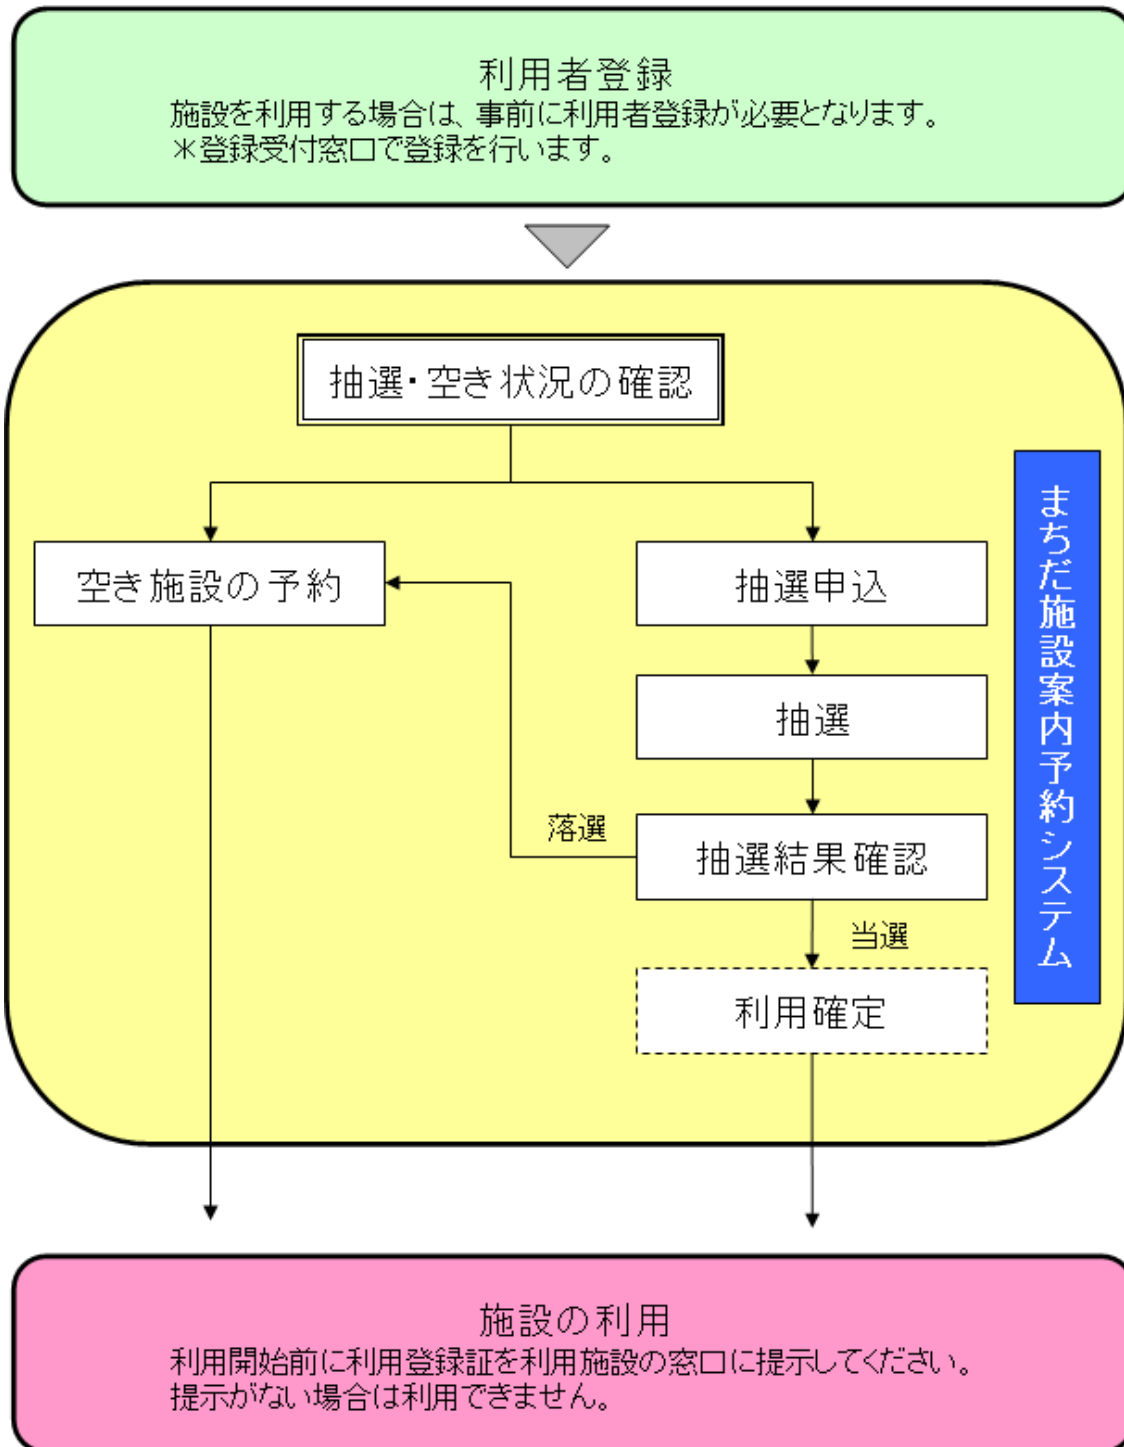 利用者登録
施設を利用する場合は、事前に利用者登録が必要となります。
＊登録受付窓口で登録を行います。
抽選・空き状況の確認
空き施設の予約
抽選申込
抽選
落選
抽選結果確認
当選
利用確定
まちだ施設案内予約システム
施設の利用
利用開始前に利用登録証を利用施設の窓口に提示してください。
提示がない場合は利用できません。